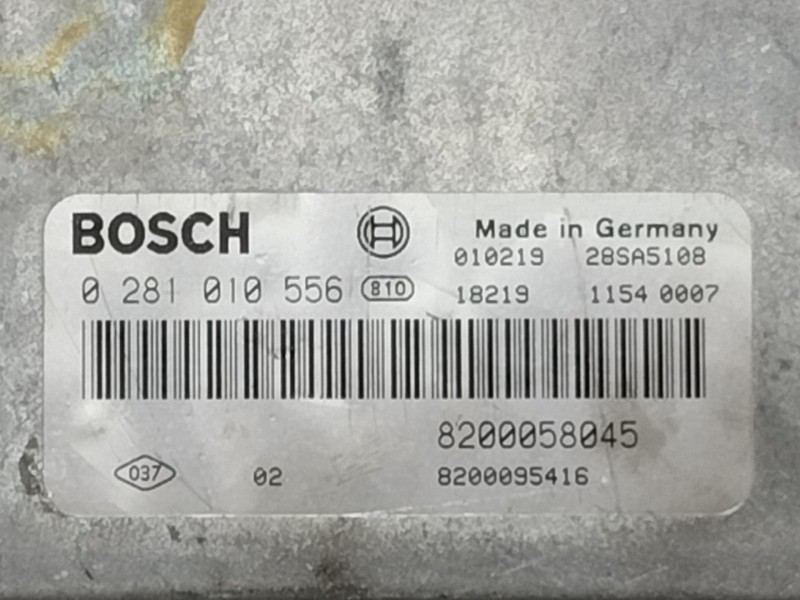 BOSCH
Made in Germany
010219 28SA5108
0 281 010 556 810
18219 1154 0007
8200058045
037 02 8200095416